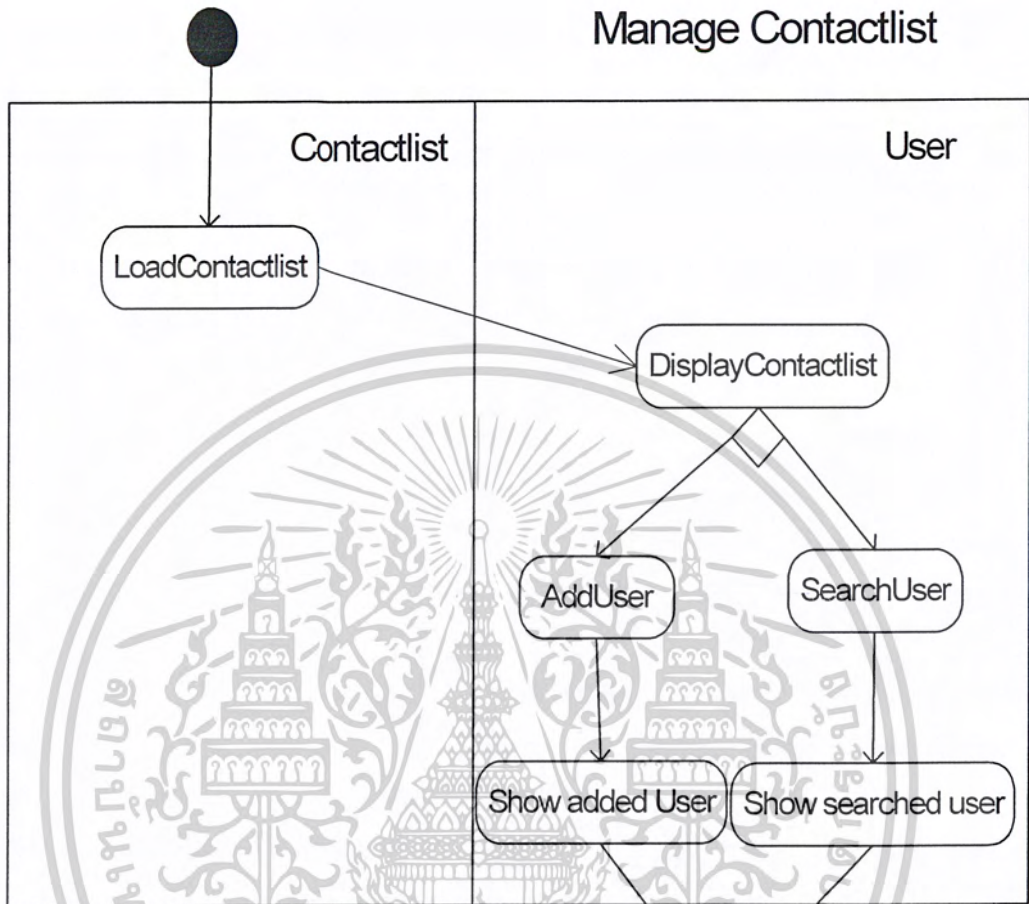 Manage Contactlist
Contactlist
User
LoadContactlist
DisplayContactlist
AddUser
SearchUser
Show added User
Show searched user